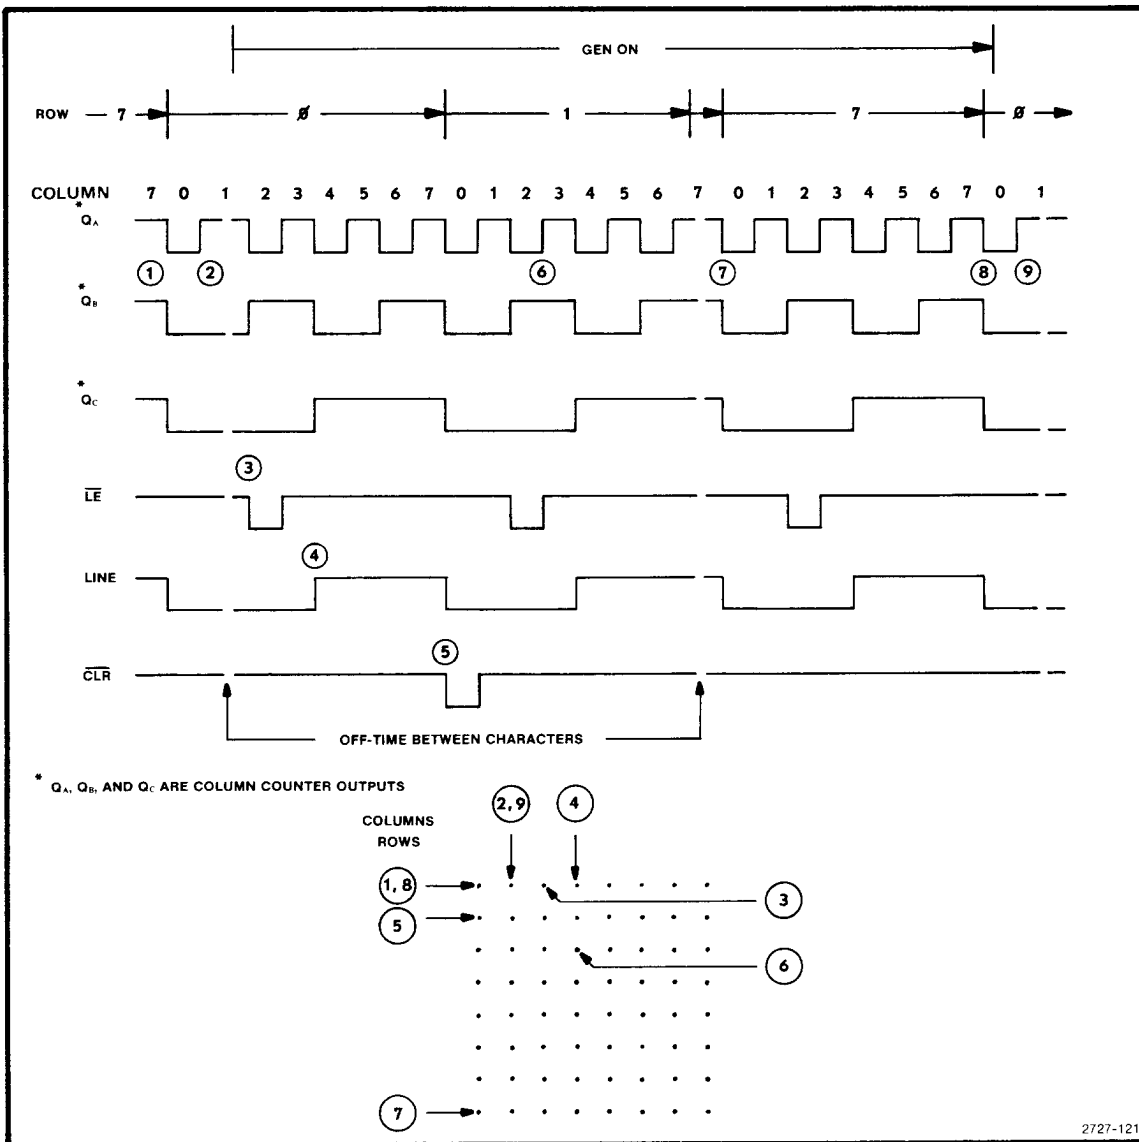 GEN ON
ROW 7 Ø 1 7 Ø
COLUMN 7 0 1 2 3 4 5 6 7 0 1 2 3 4 5 6 7 0 1 2 3 4 5 6 7 0 1
* QA
1 2 6 7 8 9
* QB
* QC
3
LE
4
LINE
5
CLR
OFF-TIME BETWEEN CHARACTERS
* QA, QB, AND QC ARE COLUMN COUNTER OUTPUTS
2,9 4
COLUMNS
ROWS
1,8
3
5
6
7
2727-121